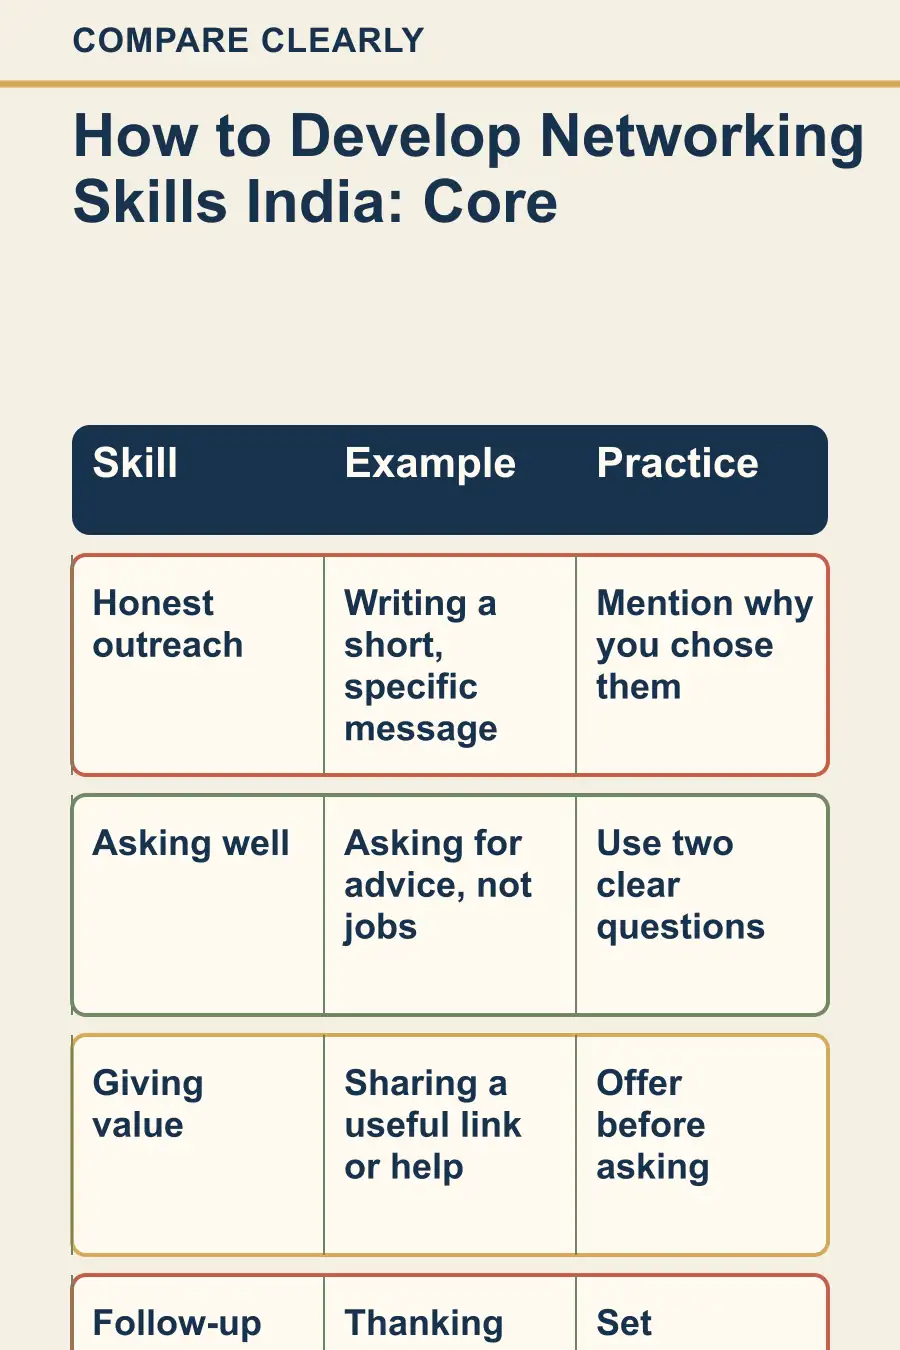 COMPARE CLEARLY
How to Develop Networking
Skills India: Core
Skill Example Practice
Honest
outreach
Writing a
short,
specific
message
Mention why
you chose
them
Asking well
Asking for
advice, not
jobs
Use two
clear
questions
Giving
value
Sharing a
useful link
or help
Offer
before
asking
Follow-up
Thanking
Set